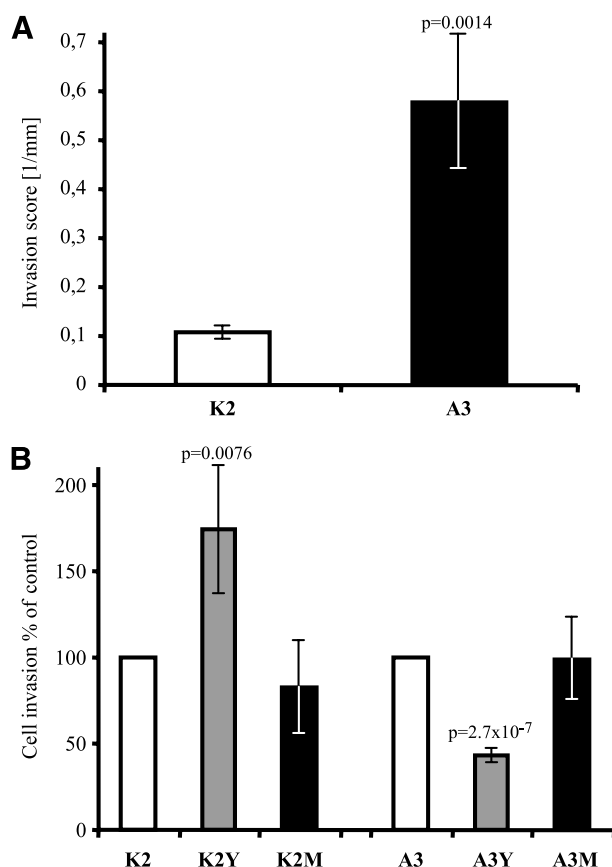 A
p=0.0014
Invasion score [1/mm]
0,7
0,6
0,5
0,4
0,3
0,2
0,1
0
K2 A3
B
p=0.0076
Cell invasion % of control
200
150
100
50
0
p=2.7x10⁻⁷
K2 K2Y K2M A3 A3Y A3M